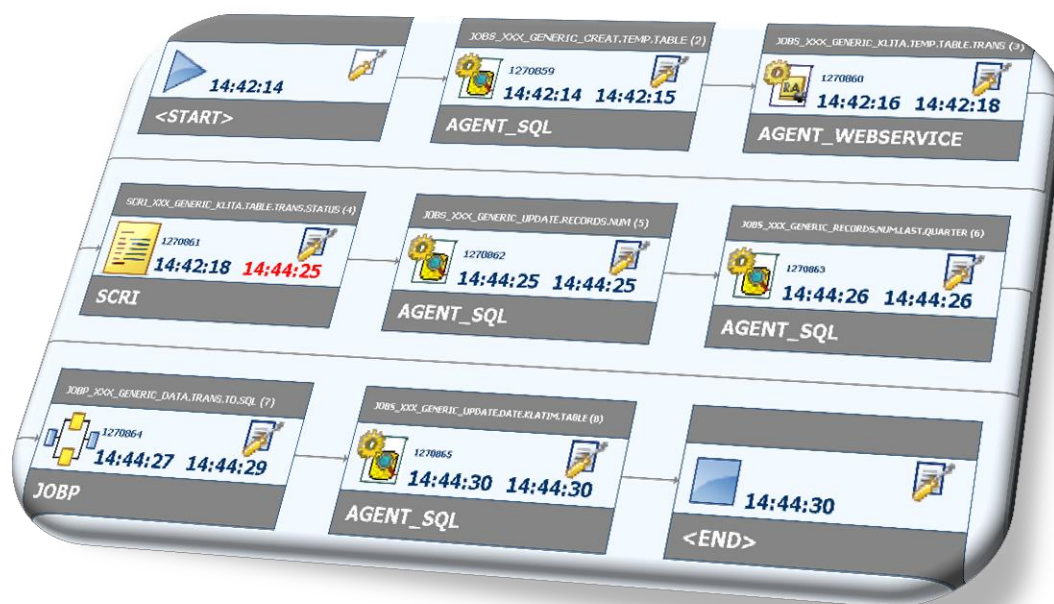 14:42:14
<START>
JOBS_XXX_GENERIC_CREAT.TEMP.TABLE (2)
1270859
14:42:14 14:42:15
AGENT_SQL
JOBS_XXX_GENERIC_KLITA.TEMP.TABLE.TRANS (3)
1270860
RA
14:42:16 14:42:18
AGENT_WEBSERVICE
SCRI_XXX_GENERIC_KLITA.TABLE.TRANS.STATUS (4)
1270861
14:42:18 14:44:25
SCRI
JOBS_XXX_GENERIC_UPDATE.RECORDS.NUM (5)
1270862
14:44:25 14:44:25
AGENT_SQL
JOBS_XXX_GENERIC_RECORDS.NUM.LAST.QUARTER (6)
1270863
14:44:26 14:44:26
AGENT_SQL
JOBP_XXX_GENERIC_DATA.TRANS.TO.SQL (7)
1270864
14:44:27 14:44:29
JOBP
JOBS_XXX_GENERIC_UPDATE.DATE.KLATIM.TABLE (8)
1270865
14:44:30 14:44:30
AGENT_SQL
14:44:30
<END>